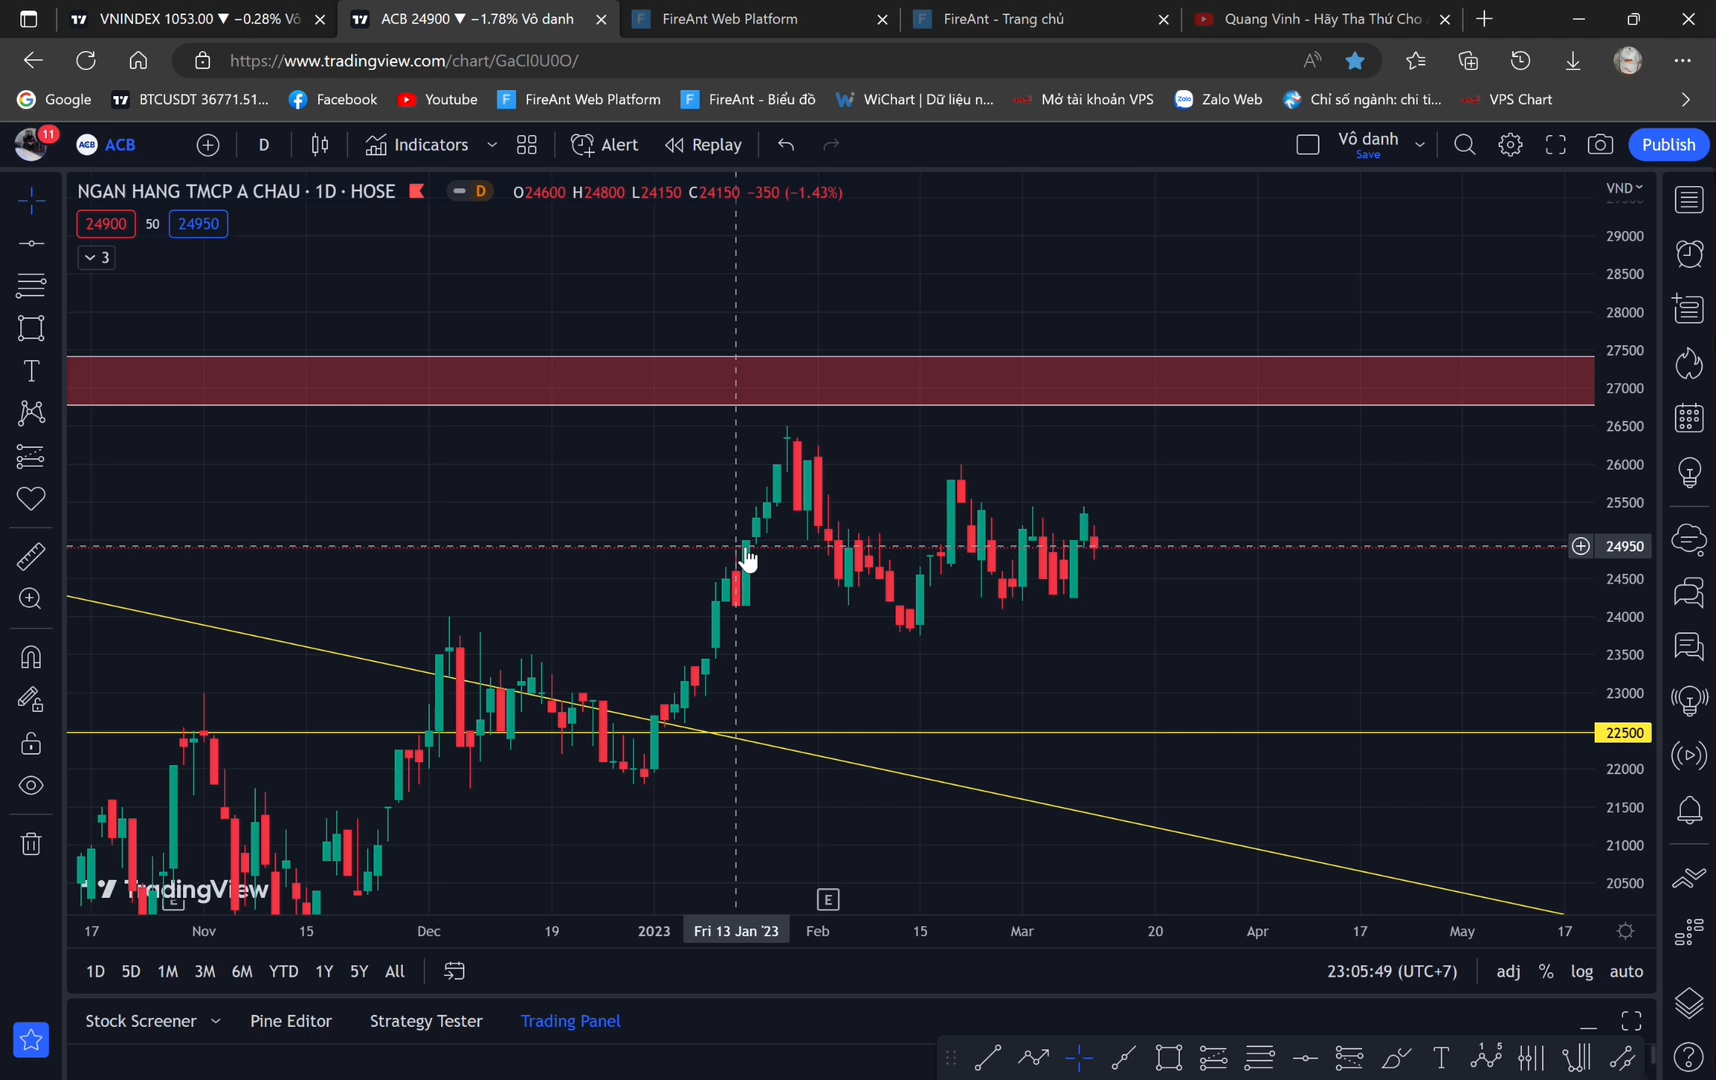 VNINDEX 1053.00 ▼ −0.28% Vô
ACB 24900 ▼ −1.78% Vô danh
FireAnt Web Platform
FireAnt - Trang chủ
Quang Vinh - Hãy Tha Thứ Cho
https://www.tradingview.com/chart/GaCl0U0O/
Google
BTCUSDT 36771.51...
Facebook
Youtube
FireAnt Web Platform
FireAnt - Biểu đồ
WiChart | Dữ liệu n...
Mở tài khoản VPS
Zalo Web
Chỉ số ngành: chi ti...
VPS Chart
11
ACB
D
Indicators
Alert
Replay
Vô danh
Save
Publish
NGAN HANG TMCP A CHAU · 1D · HOSE
D
O24600 H24800 L24150 C24150 −350 (−1.43%)
VND
24900
50
24950
3
29000
28500
28000
27500
27000
26500
26000
25500
24950
24500
24000
23500
23000
22500
22000
21500
21000
20500
TradingView
E
E
17
Nov
15
Dec
19
2023
Fri 13 Jan '23
Feb
15
Mar
20
Apr
17
May
17
1D 5D 1M 3M 6M YTD 1Y 5Y All
23:05:49 (UTC+7)
adj % log auto
Stock Screener
Pine Editor
Strategy Tester
Trading Panel